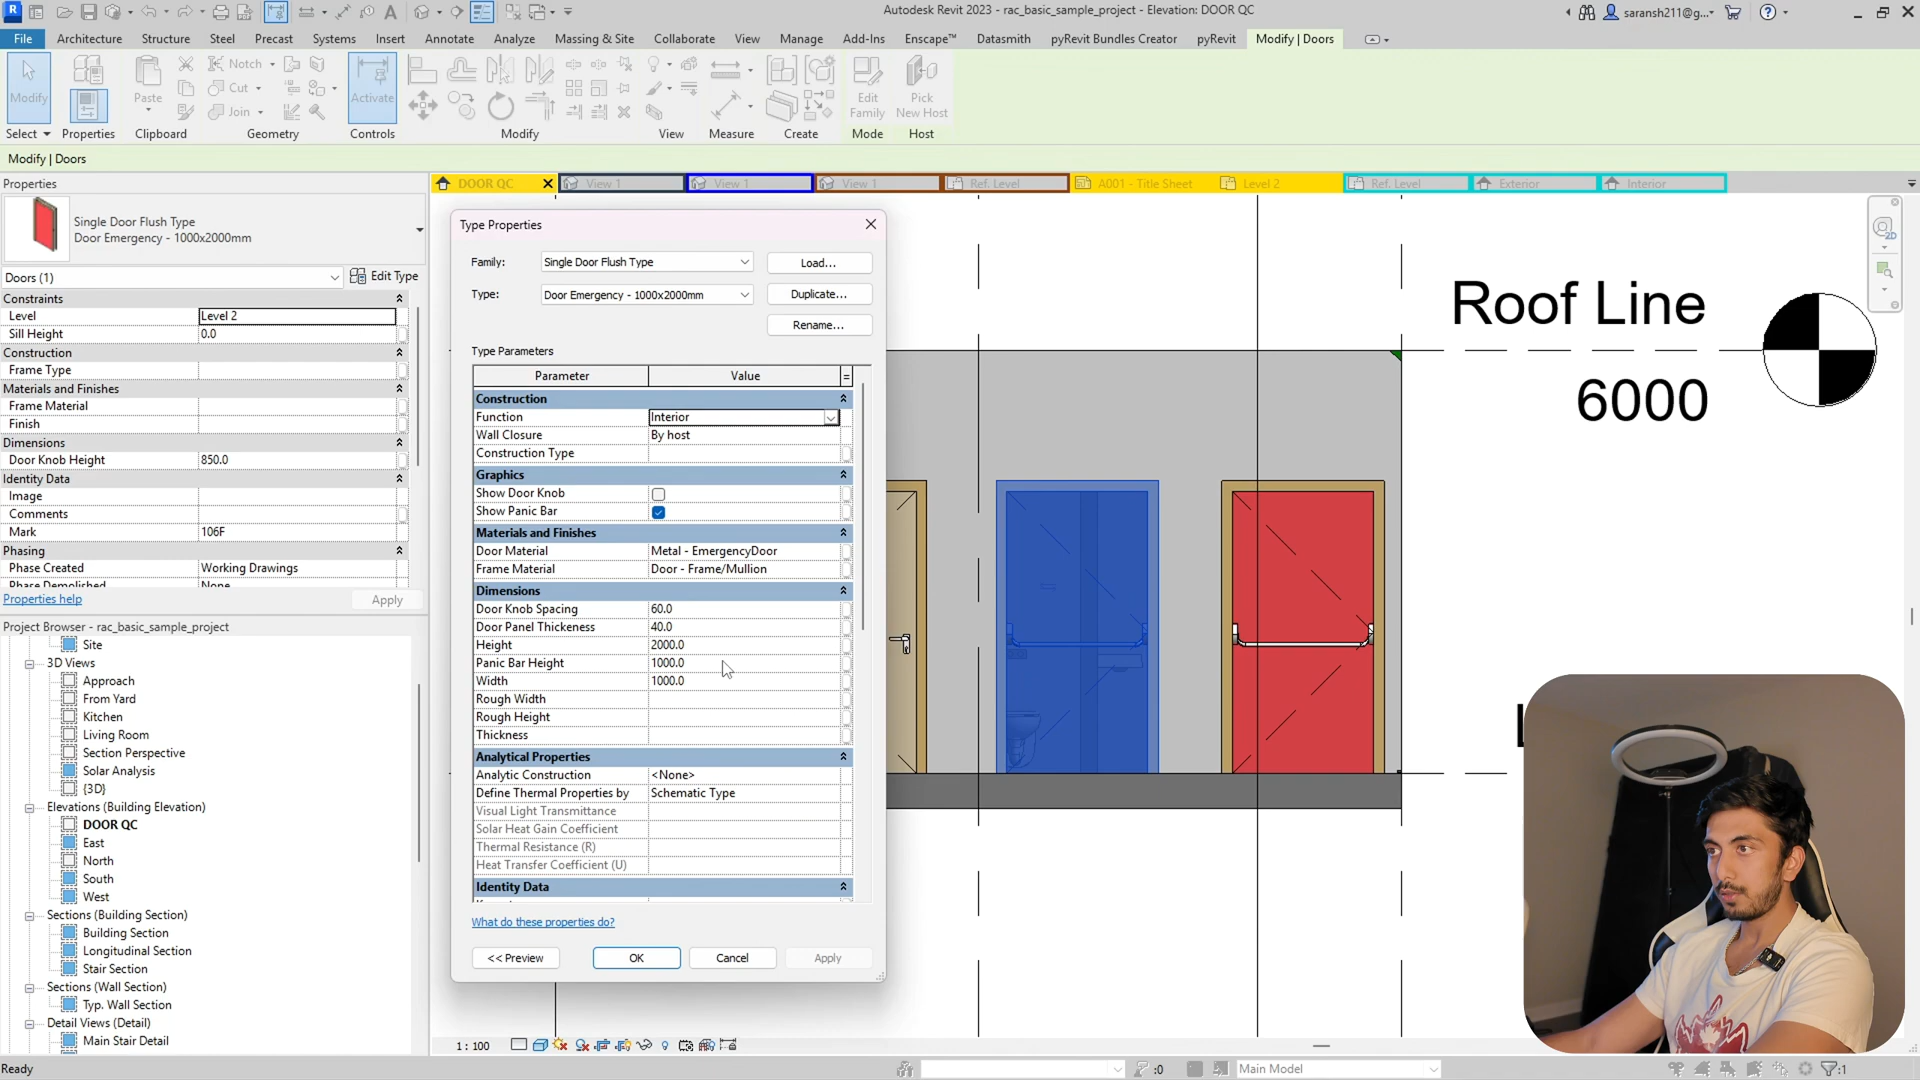 Autodesk Revit 2023 - rac_basic_sample_project - Elevation: DOOR QC
saransh211@g...
File Architecture Structure Steel Precast Systems Insert Annotate Analyze Massing & Site Collaborate View Manage Add-Ins Enscape™ Datasmith pyRevit Bundles Creator pyRevit Modify | Doors
Modify Paste Notch Cut Join Activate Edit Family Pick New Host
Select Properties Clipboard Geometry Controls Modify View Measure Create Mode Host
Modify | Doors
Properties
DOOR QC View 1 View 1 View 1 Ref. Level A001 - Title Sheet Level 2 Ref. Level Exterior Interior
Single Door Flush Type
Door Emergency - 1000x2000mm
Doors (1) Edit Type
Constraints
Level Level 2
Sill Height 0.0
Construction
Frame Type
Materials and Finishes
Frame Material
Finish
Dimensions
Door Knob Height 850.0
Identity Data
Image
Comments
Mark 106F
Phasing
Phase Created Working Drawings
Phase Demolished None
Properties help Apply
Project Browser - rac_basic_sample_project
Site
3D Views
Approach
From Yard
Kitchen
Living Room
Section Perspective
Solar Analysis
{3D}
Elevations (Building Elevation)
DOOR QC
East
North
South
West
Sections (Building Section)
Building Section
Longitudinal Section
Stair Section
Sections (Wall Section)
Typ. Wall Section
Detail Views (Detail)
Main Stair Detail
Type Properties
Family: Single Door Flush Type Load...
Type: Door Emergency - 1000x2000mm Duplicate...
Rename...
Type Parameters
Parameter Value =
Construction
Function Interior
Wall Closure By host
Construction Type
Graphics
Show Door Knob
Show Panic Bar
Materials and Finishes
Door Material Metal - EmergencyDoor
Frame Material Door - Frame/Mullion
Dimensions
Door Knob Spacing 60.0
Door Panel Thickeness 40.0
Height 2000.0
Panic Bar Height 1000.0
Width 1000.0
Rough Width
Rough Height
Thickness
Analytical Properties
Analytic Construction <None>
Define Thermal Properties by Schematic Type
Visual Light Transmittance
Solar Heat Gain Coefficient
Thermal Resistance (R)
Heat Transfer Coefficient (U)
Identity Data
What do these properties do?
<< Preview OK Cancel Apply
Roof Line
6000
1 : 100
Ready :0 Main Model :1